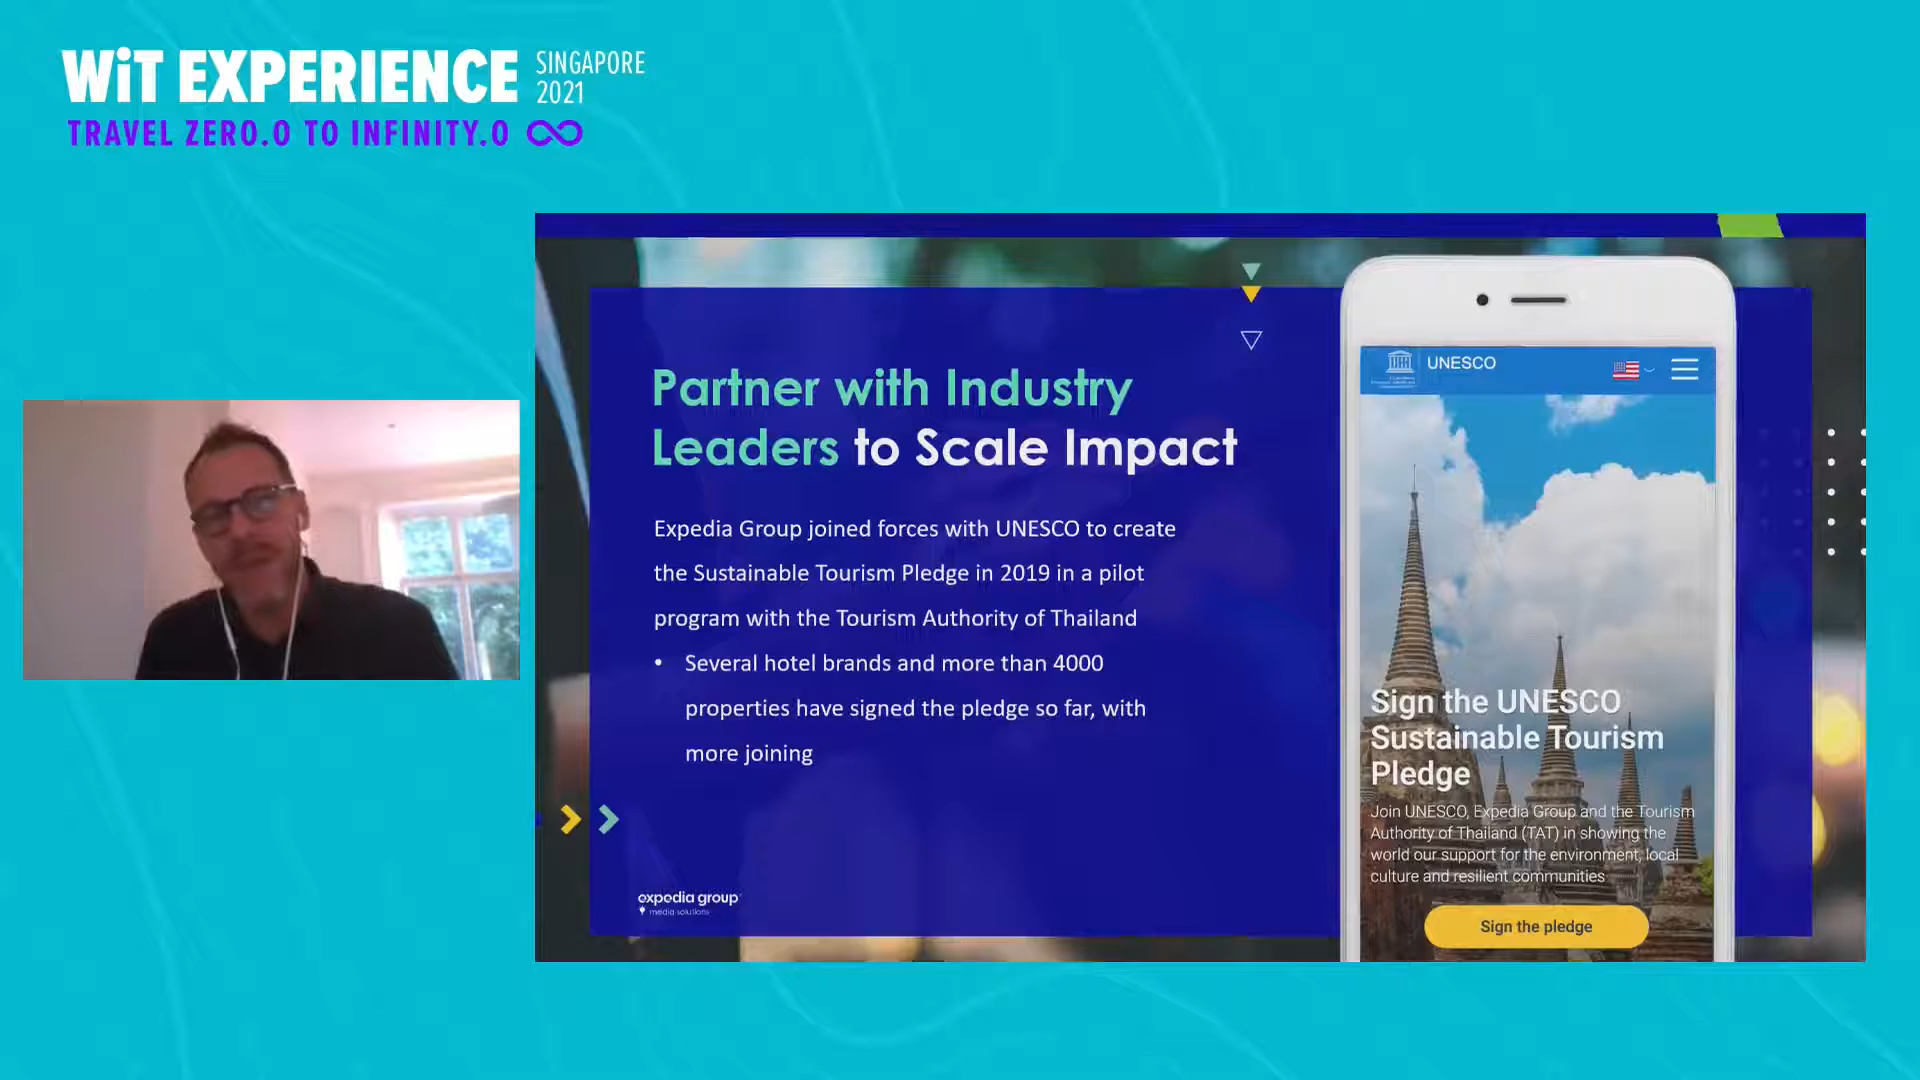 WiT EXPERIENCE SINGAPORE
2021
TRAVEL ZERO.0 TO INFINITY.0
Partner with Industry
Leaders to Scale Impact
Expedia Group joined forces with UNESCO to create
the Sustainable Tourism Pledge in 2019 in a pilot
program with the Tourism Authority of Thailand
• Several hotel brands and more than 4000
properties have signed the pledge so far, with
more joining
expedia group
media solutions
UNESCO
Sign the UNESCO
Sustainable Tourism
Pledge
Join UNESCO, Expedia Group and the Tourism
Authority of Thailand (TAT) in showing the
world our support for the environment, local
culture and resilient communities
Sign the pledge